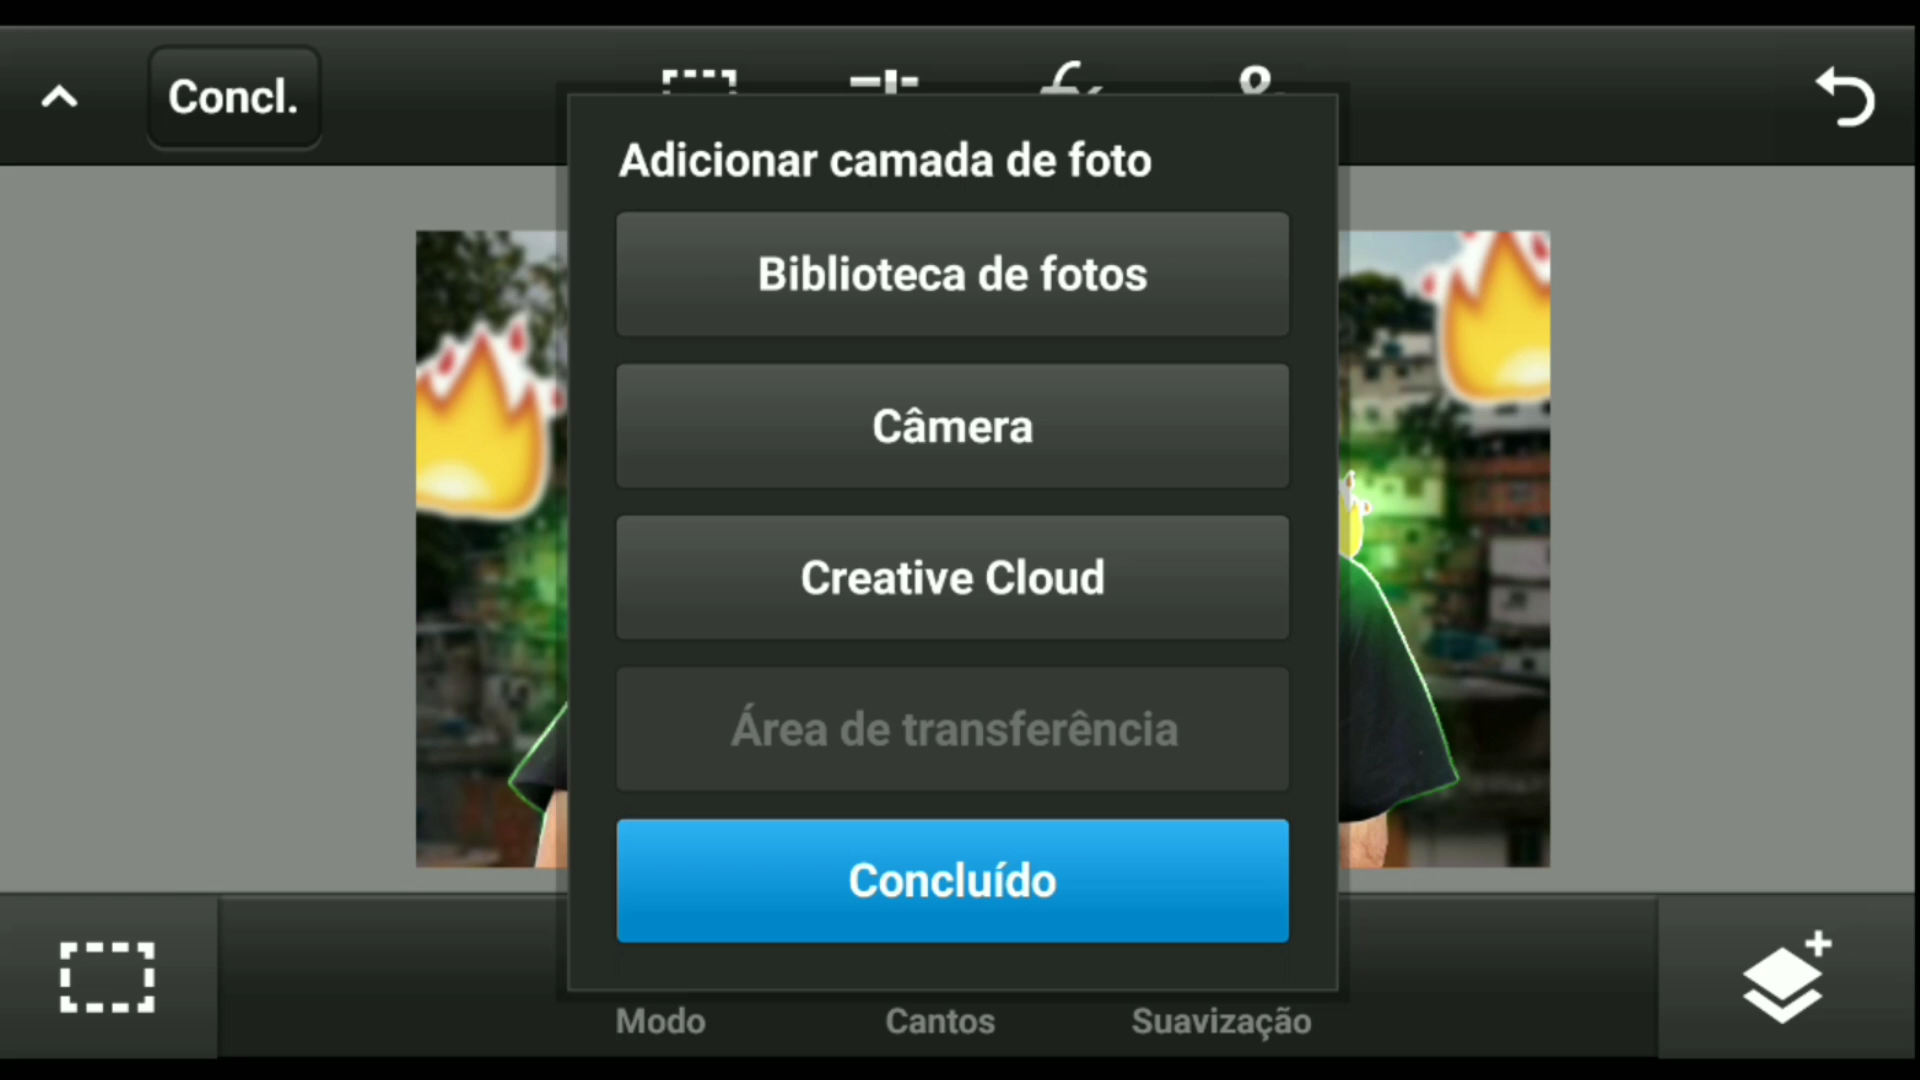 Concl.
Adicionar camada de foto
Biblioteca de fotos
Câmera
Creative Cloud
Área de transferência
Concluído
Modo
Cantos
Suavização